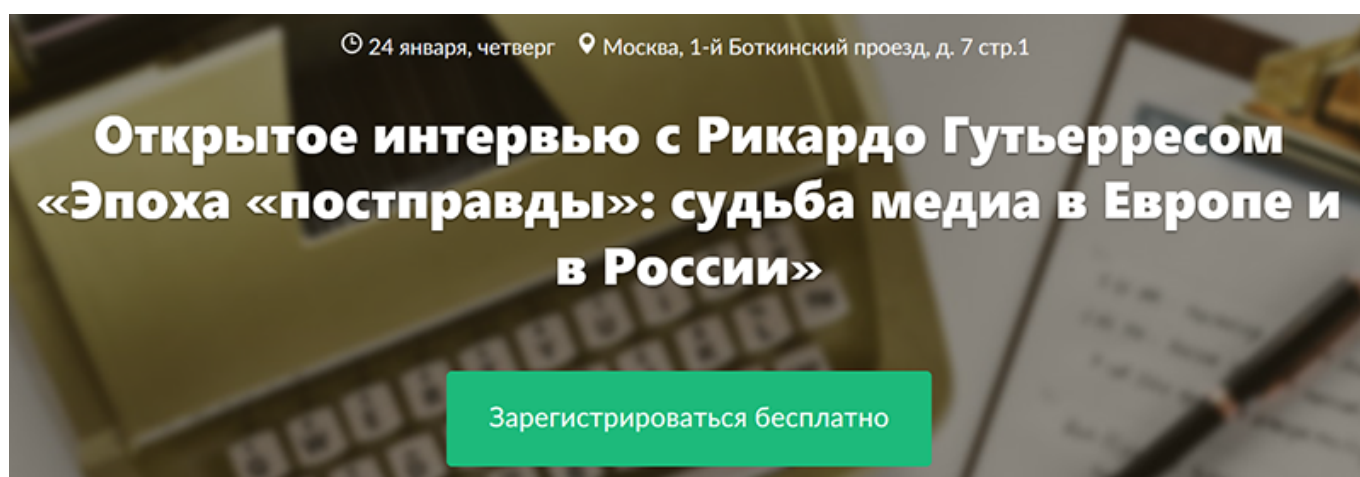 24 января, четверг Москва, 1-й Боткинский проезд, д. 7 стр.1
Открытое интервью с Рикардо Гутьерресом
«Эпоха «постправды»: судьба медиа в Европе и
в России»
Зарегистрироваться бесплатно